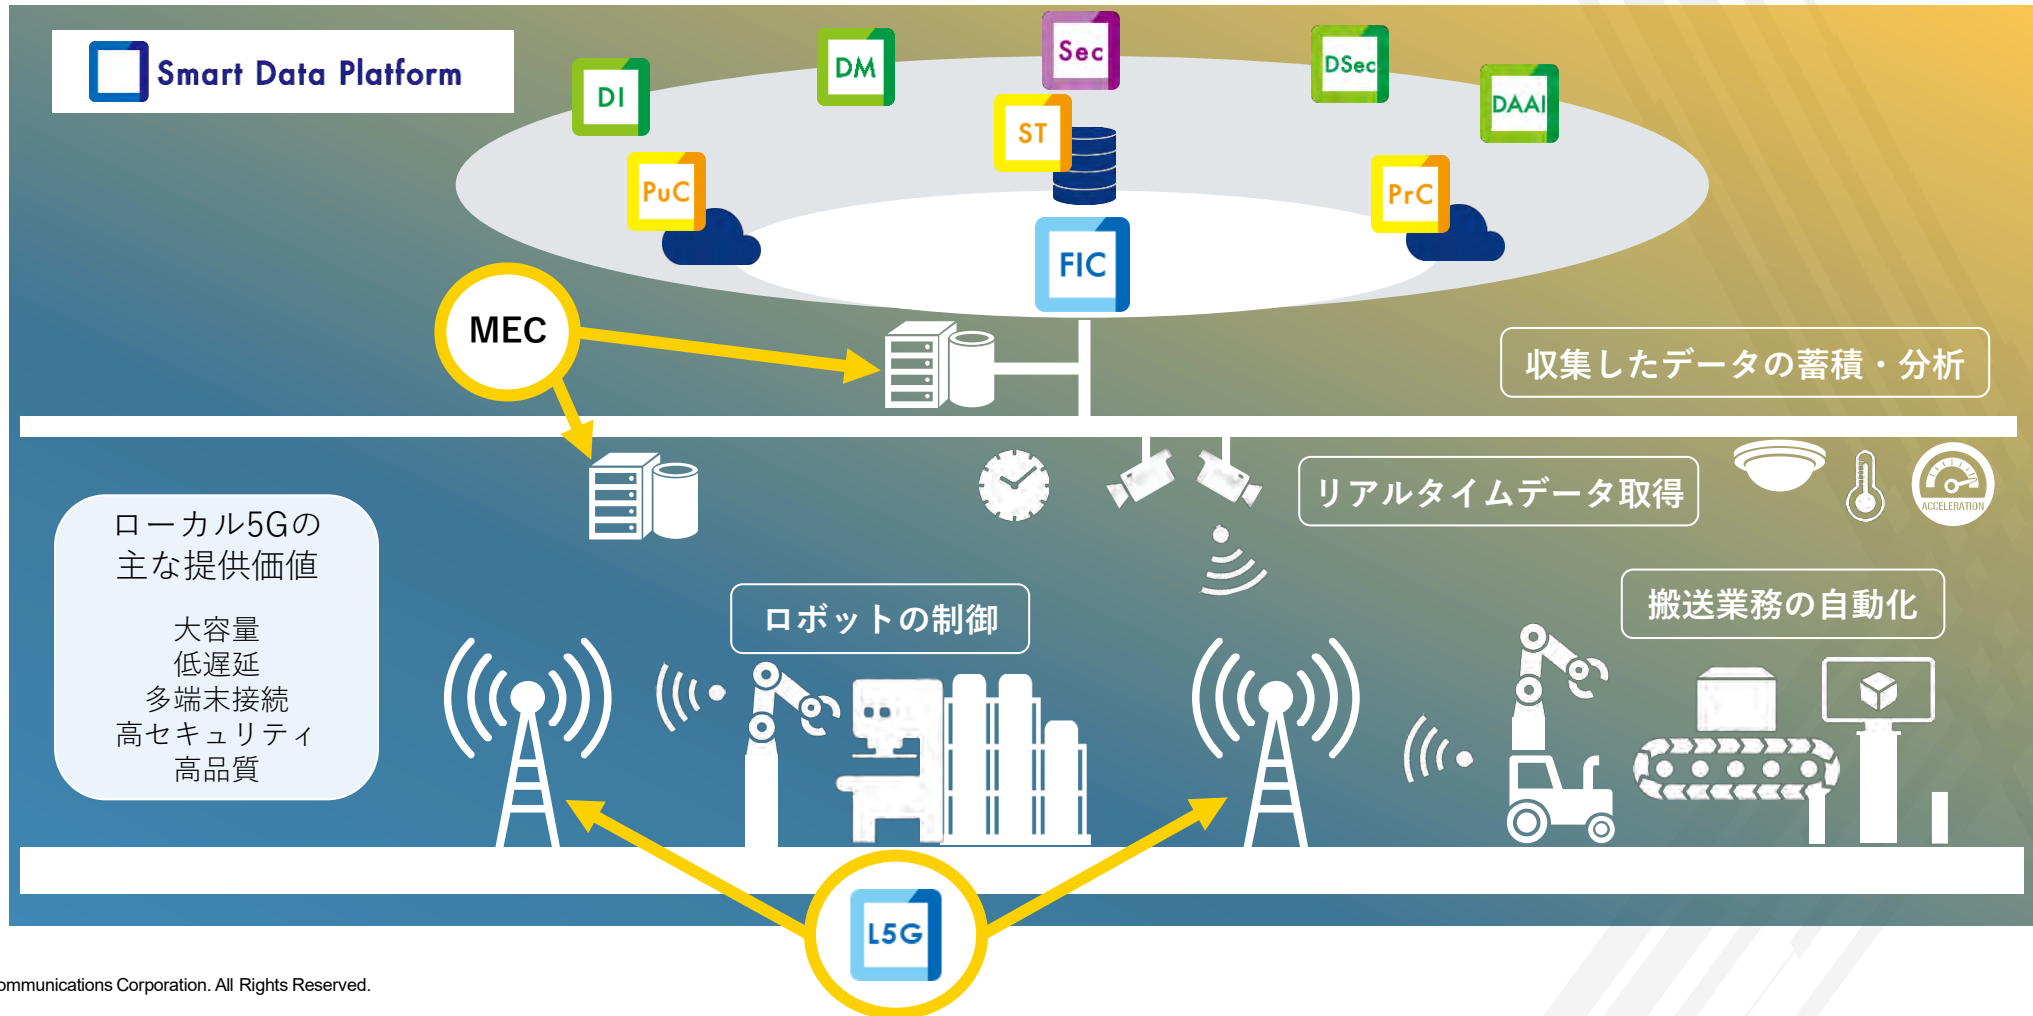 Smart Data Platform
DI
DM
Sec
DSec
DAAI
ST
PuC
PrC
FIC
MEC
収集したデータの蓄積・分析
リアルタイムデータ取得
ACCELERATION
ローカル5Gの
主な提供価値
大容量
低遅延
多端末接続
高セキュリティ
高品質
ロボットの制御
搬送業務の自動化
L5G
ommunications Corporation. All Rights Reserved.